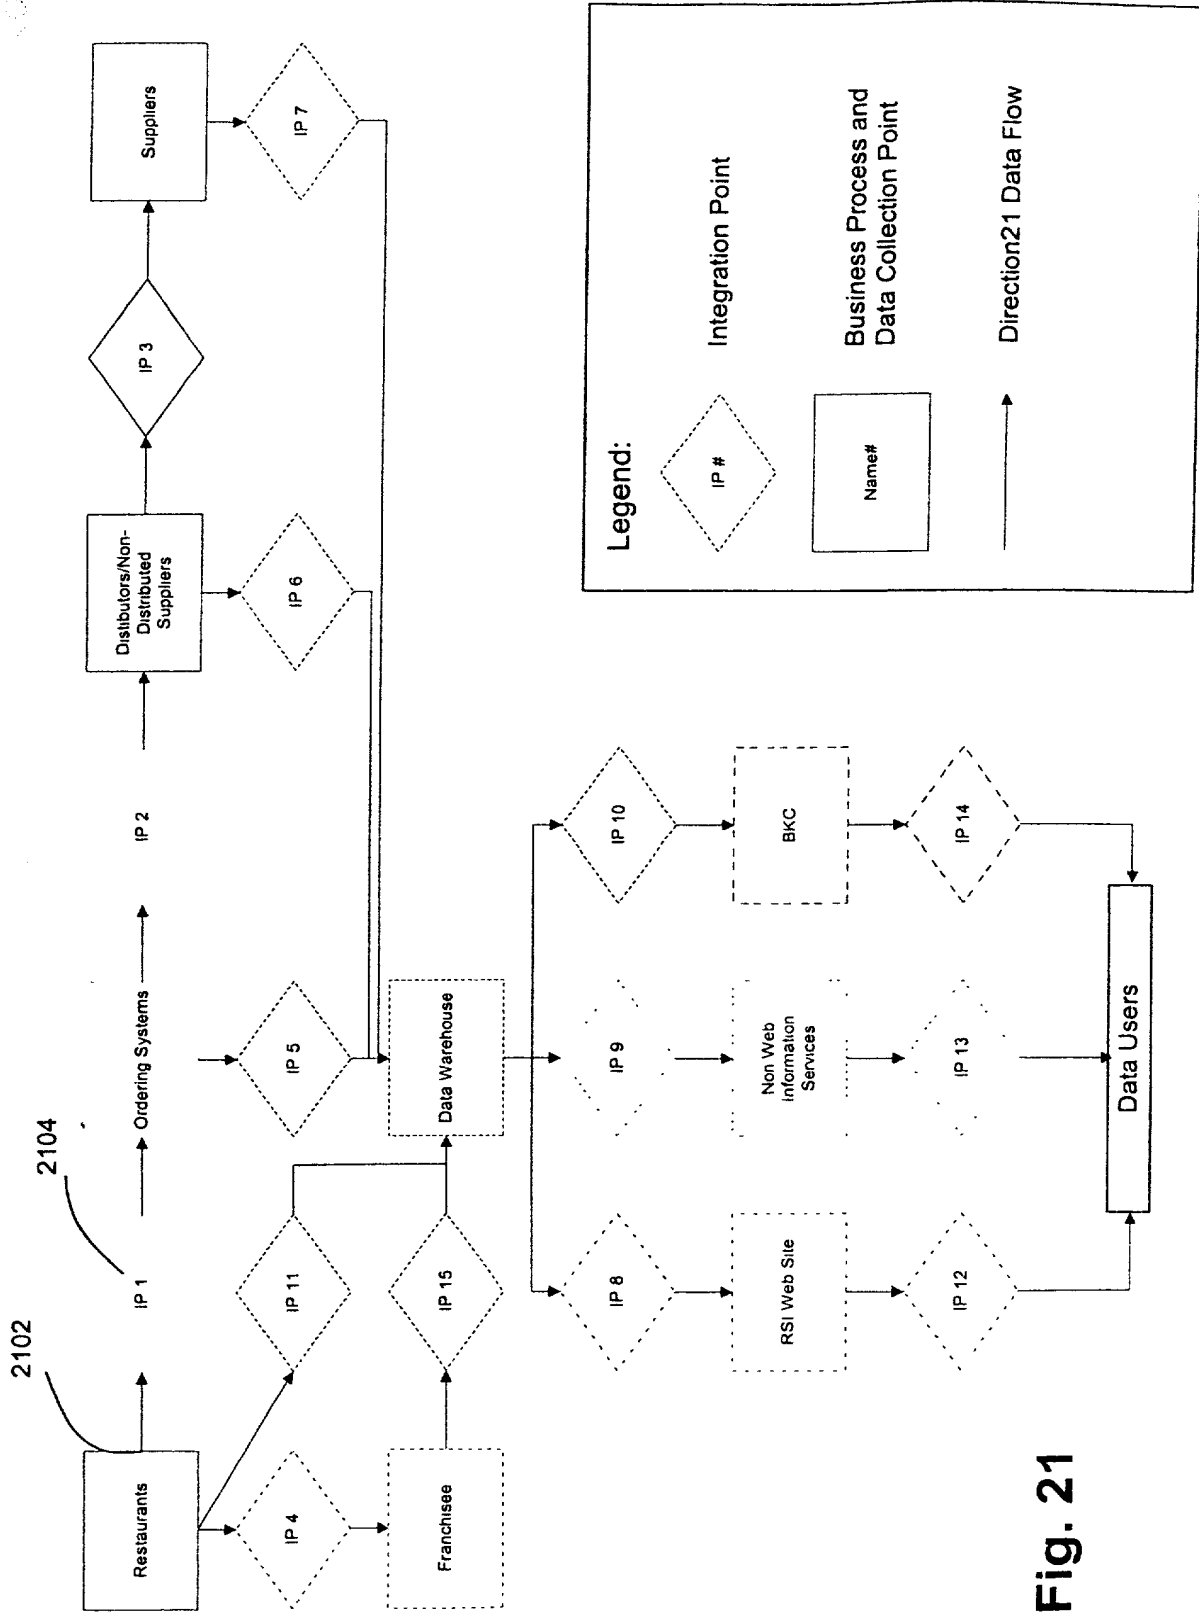 2102
2104
Restaurants
IP 1
Ordering Systems
IP 2
Distributors/Non-
Distributed
Suppliers
IP 3
Suppliers
IP 4
IP 11
IP 5
IP 6
IP 7
Franchisee
IP 15
Data Warehouse
IP 8
IP 9
IP 10
RSI Web Site
Non Web
Information
Services
BKC
IP 12
IP 13
IP 14
Data Users
Legend:
IP #
Integration Point
Name#
Business Process and
Data Collection Point
Direction21 Data Flow
Fig. 21